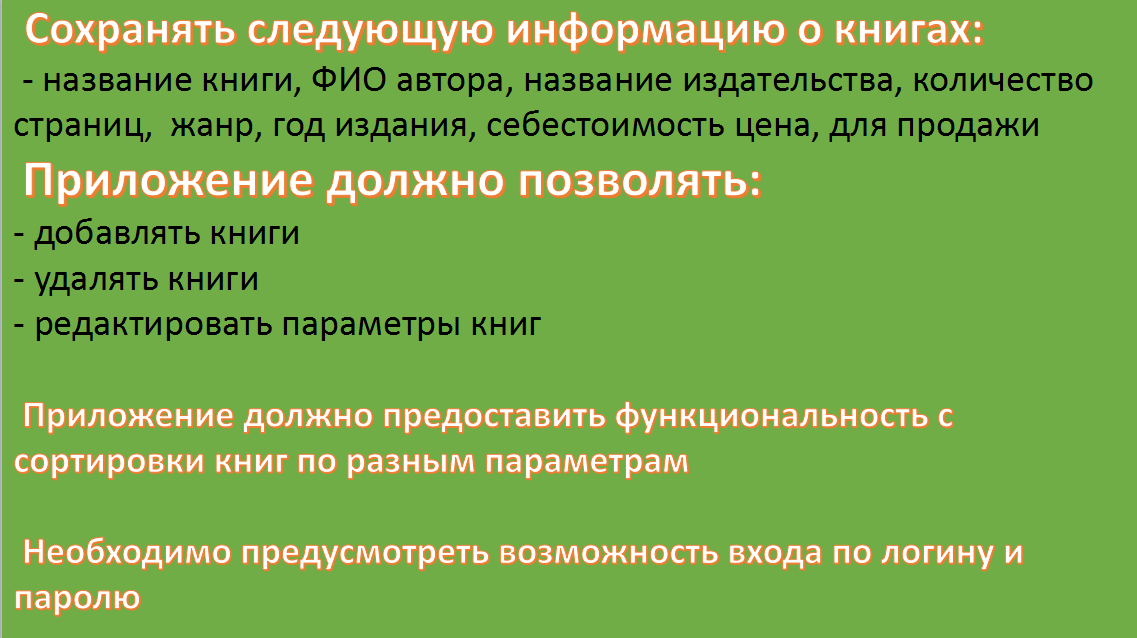 Сохранять следующую информацию о книгах:
- название книги, ФИО автора, название издательства, количество
страниц, жанр, год издания, себестоимость цена, для продажи
Приложение должно позволять:
- добавлять книги
- удалять книги
- редактировать параметры книг
Приложение должно предоставить функциональность с
сортировки книг по разным параметрам
Необходимо предусмотреть возможность входа по логину и
паролю